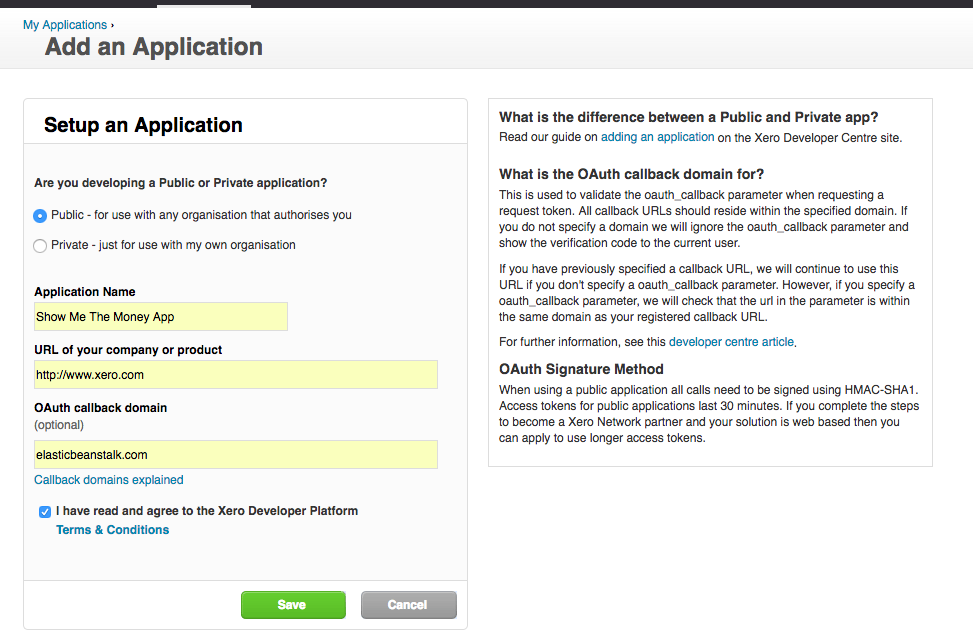 My Applications ›
Add an Application
Setup an Application
Are you developing a Public or Private application?
Public - for use with any organisation that authorises you
Private - just for use with my own organisation
Application Name
Show Me The Money App
URL of your company or product
http://www.xero.com
OAuth callback domain
(optional)
elasticbeanstalk.com
Callback domains explained
I have read and agree to the Xero Developer Platform
Terms & Conditions
Save
Cancel
What is the difference between a Public and Private app?
Read our guide on adding an application on the Xero Developer Centre site.
What is the OAuth callback domain for?
This is used to validate the oauth_callback parameter when requesting a
request token. All callback URLs should reside within the specified domain. If
you do not specify a domain we will ignore the oauth_callback parameter and
show the verification code to the current user.
If you have previously specified a callback URL, we will continue to use this
URL if you don't specify a oauth_callback parameter. However, if you specify a
oauth_callback parameter, we will check that the url in the parameter is within
the same domain as your registered callback URL.
For further information, see this developer centre article.
OAuth Signature Method
When using a public application all calls need to be signed using HMAC-SHA1.
Access tokens for public applications last 30 minutes. If you complete the steps
to become a Xero Network partner and your solution is web based then you
can apply to use longer access tokens.